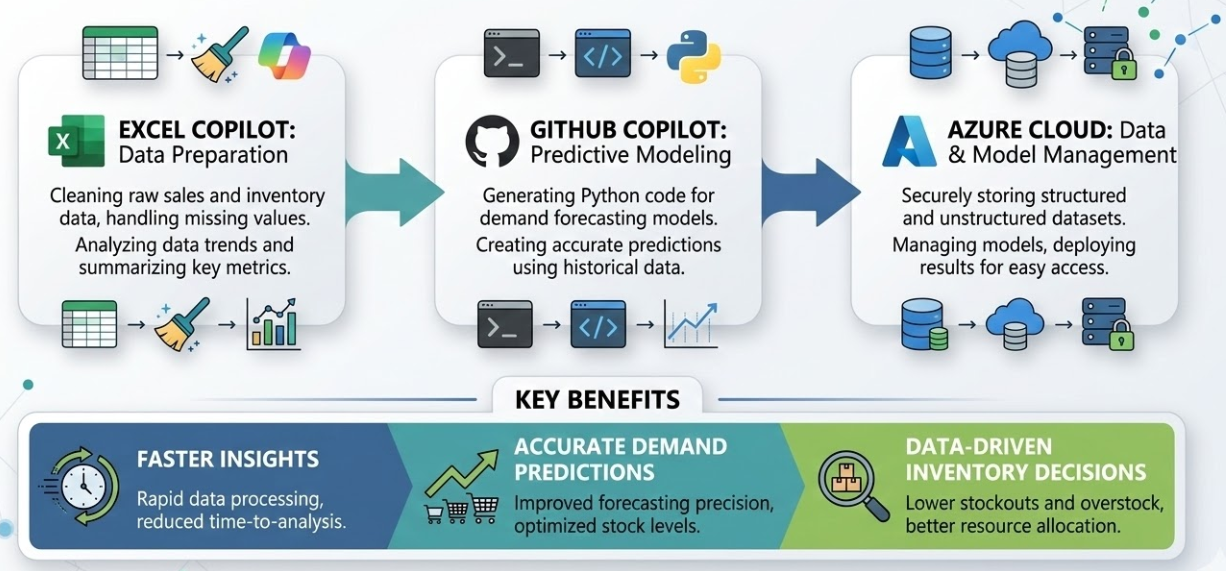 EXCEL COPILOT:
Data Preparation
Cleaning raw sales and inventory
data, handling missing values.
Analyzing data trends and
summarizing key metrics.
GITHUB COPILOT:
Predictive Modeling
Generating Python code for
demand forecasting models.
Creating accurate predictions
using historical data.
AZURE CLOUD: Data
& Model Management
Securely storing structured
and unstructured datasets.
Managing models, deploying
results for easy access.
KEY BENEFITS
FASTER INSIGHTS
Rapid data processing,
reduced time-to-analysis.
ACCURATE DEMAND
PREDICTIONS
Improved forecasting precision,
optimized stock levels.
DATA-DRIVEN
INVENTORY DECISIONS
Lower stockouts and overstock,
better resource allocation.